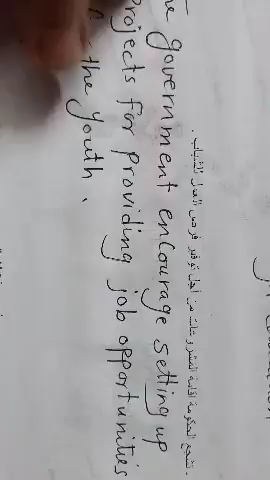 تشجع الحكومة اقامة المشروعات من أجل توفير فرص العمل للشباب .
The government encourage setting up
projects for providing job opportunities
the youth .